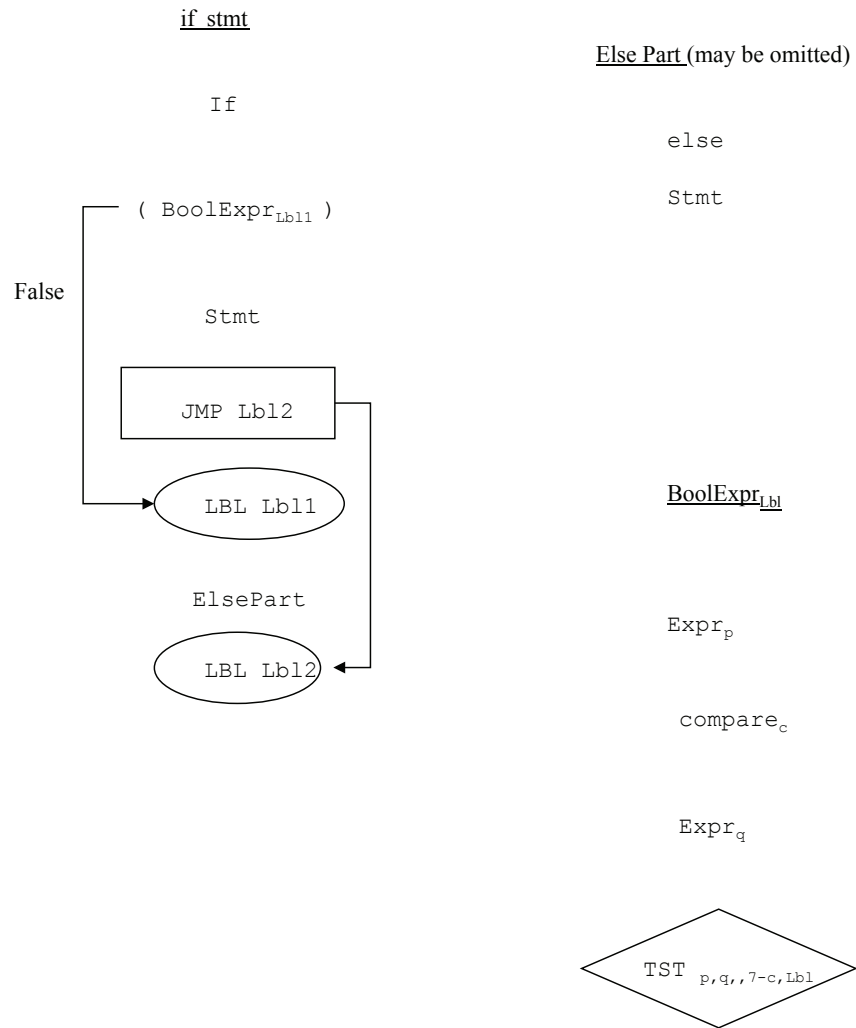 if stmt
If
( BoolExprLbl1 )
False
Stmt
JMP Lbl2
LBL Lbl1
ElsePart
LBL Lbl2
Else Part (may be omitted)
else
Stmt
BoolExprLbl
Exprp
comparec
Exprq
TST p,q,,7-c,Lbl